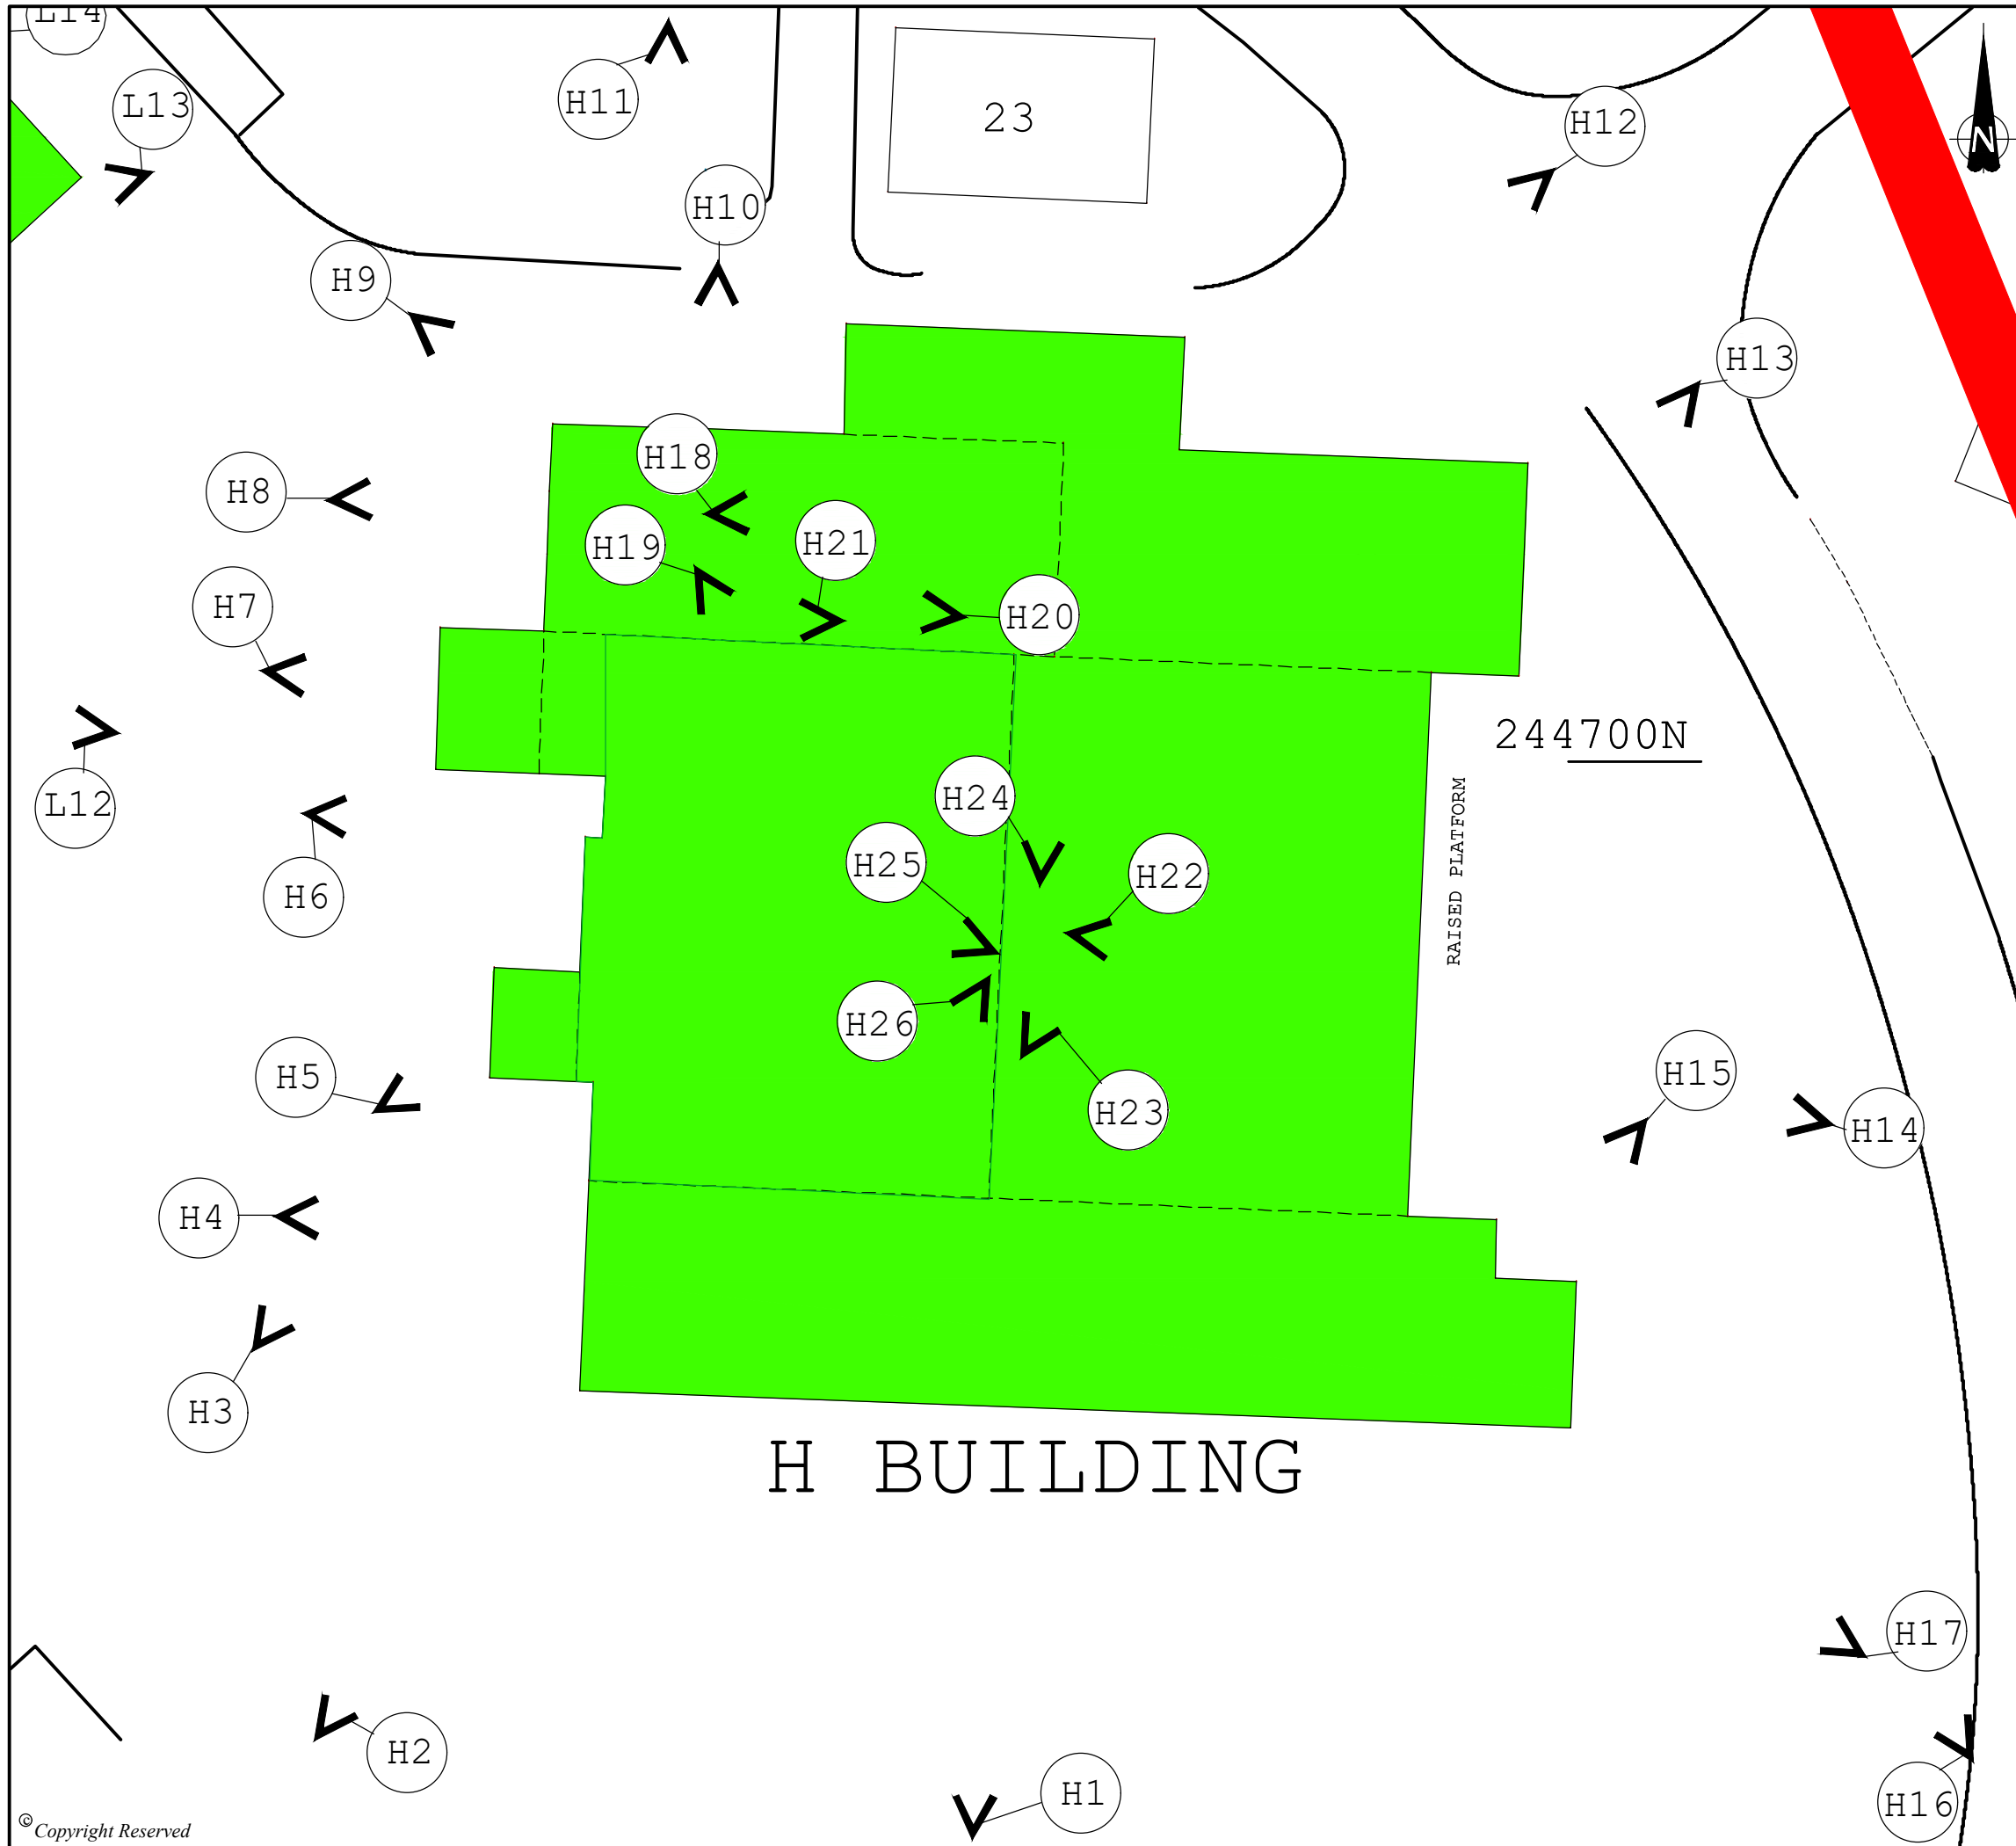 L14
L13
H11
23
H12
N
H10
H9
H13
H18
H8
H19
H21
H7
H20
244700N
L12
H24
RAISED PLATFORM
H25
H22
H6
H26
H5
H15
H23
H14
H4
H3
H BUILDING
H17
H2
H1
H16
© Copyright Reserved